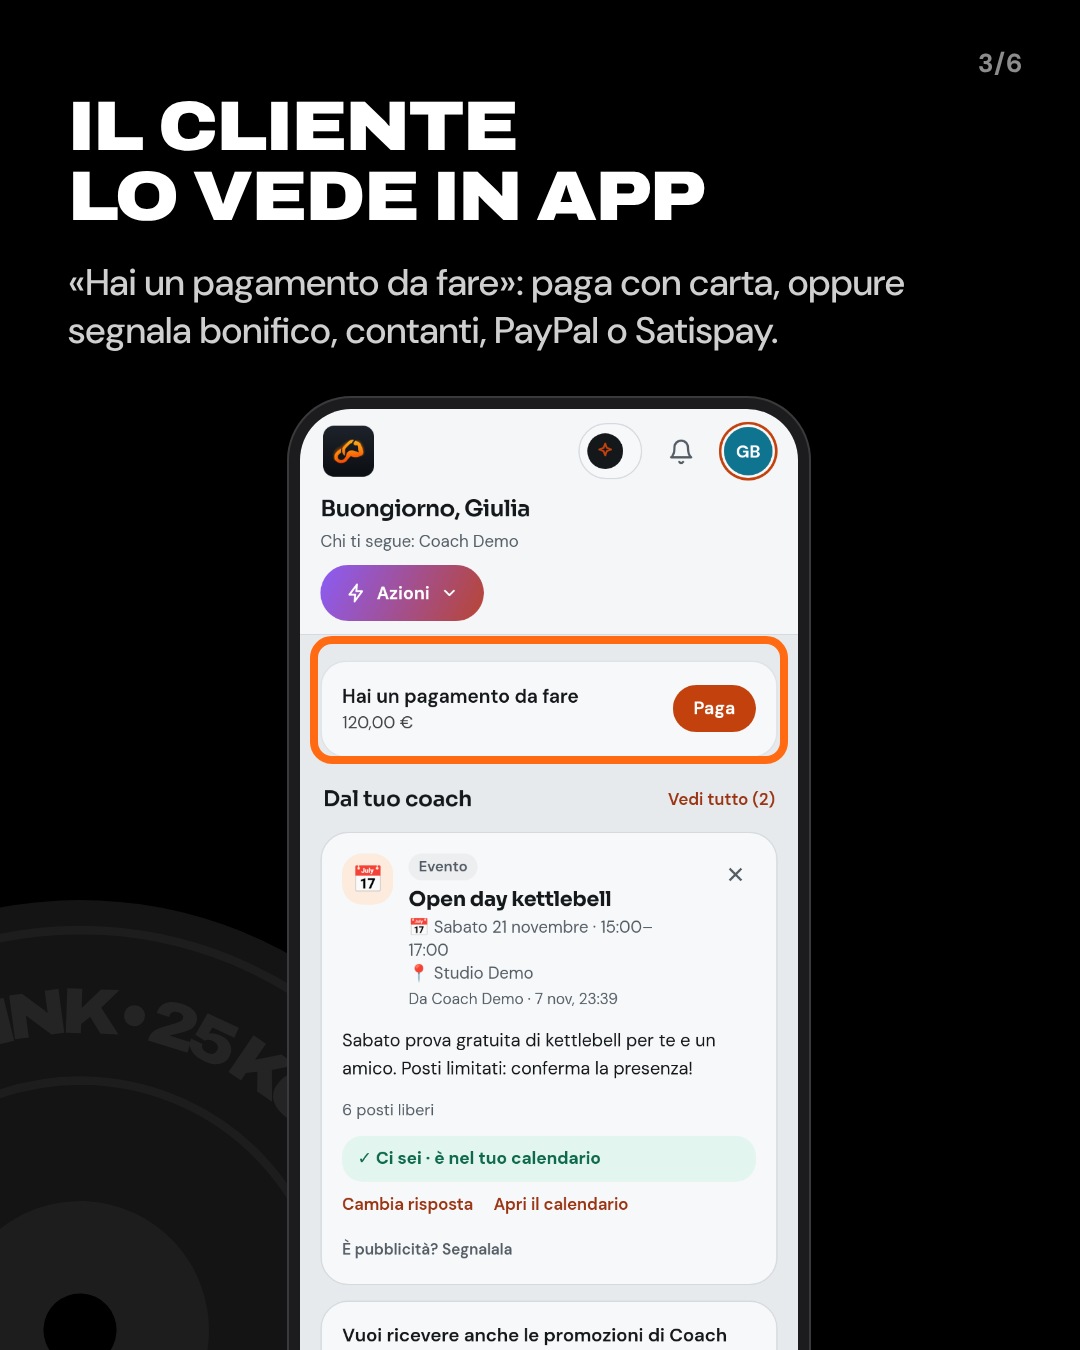 3/6
IL CLIENTE
LO VEDE IN APP
«Hai un pagamento da fare»: paga con carta, oppure
segnala bonifico, contanti, PayPal o Satispay.
GB
Buongiorno, Giulia
Chi ti segue: Coach Demo
Azioni
Hai un pagamento da fare
120,00 €
Paga
Dal tuo coach
Vedi tutto (2)
July
17
Evento
Open day kettlebell
📅 Sabato 21 novembre · 15:00–
17:00
📍 Studio Demo
Da Coach Demo · 7 nov, 23:39
Sabato prova gratuita di kettlebell per te e un
amico. Posti limitati: conferma la presenza!
6 posti liberi
✓ Ci sei · è nel tuo calendario
Cambia risposta
Apri il calendario
È pubblicità? Segnalala
Vuoi ricevere anche le promozioni di Coach